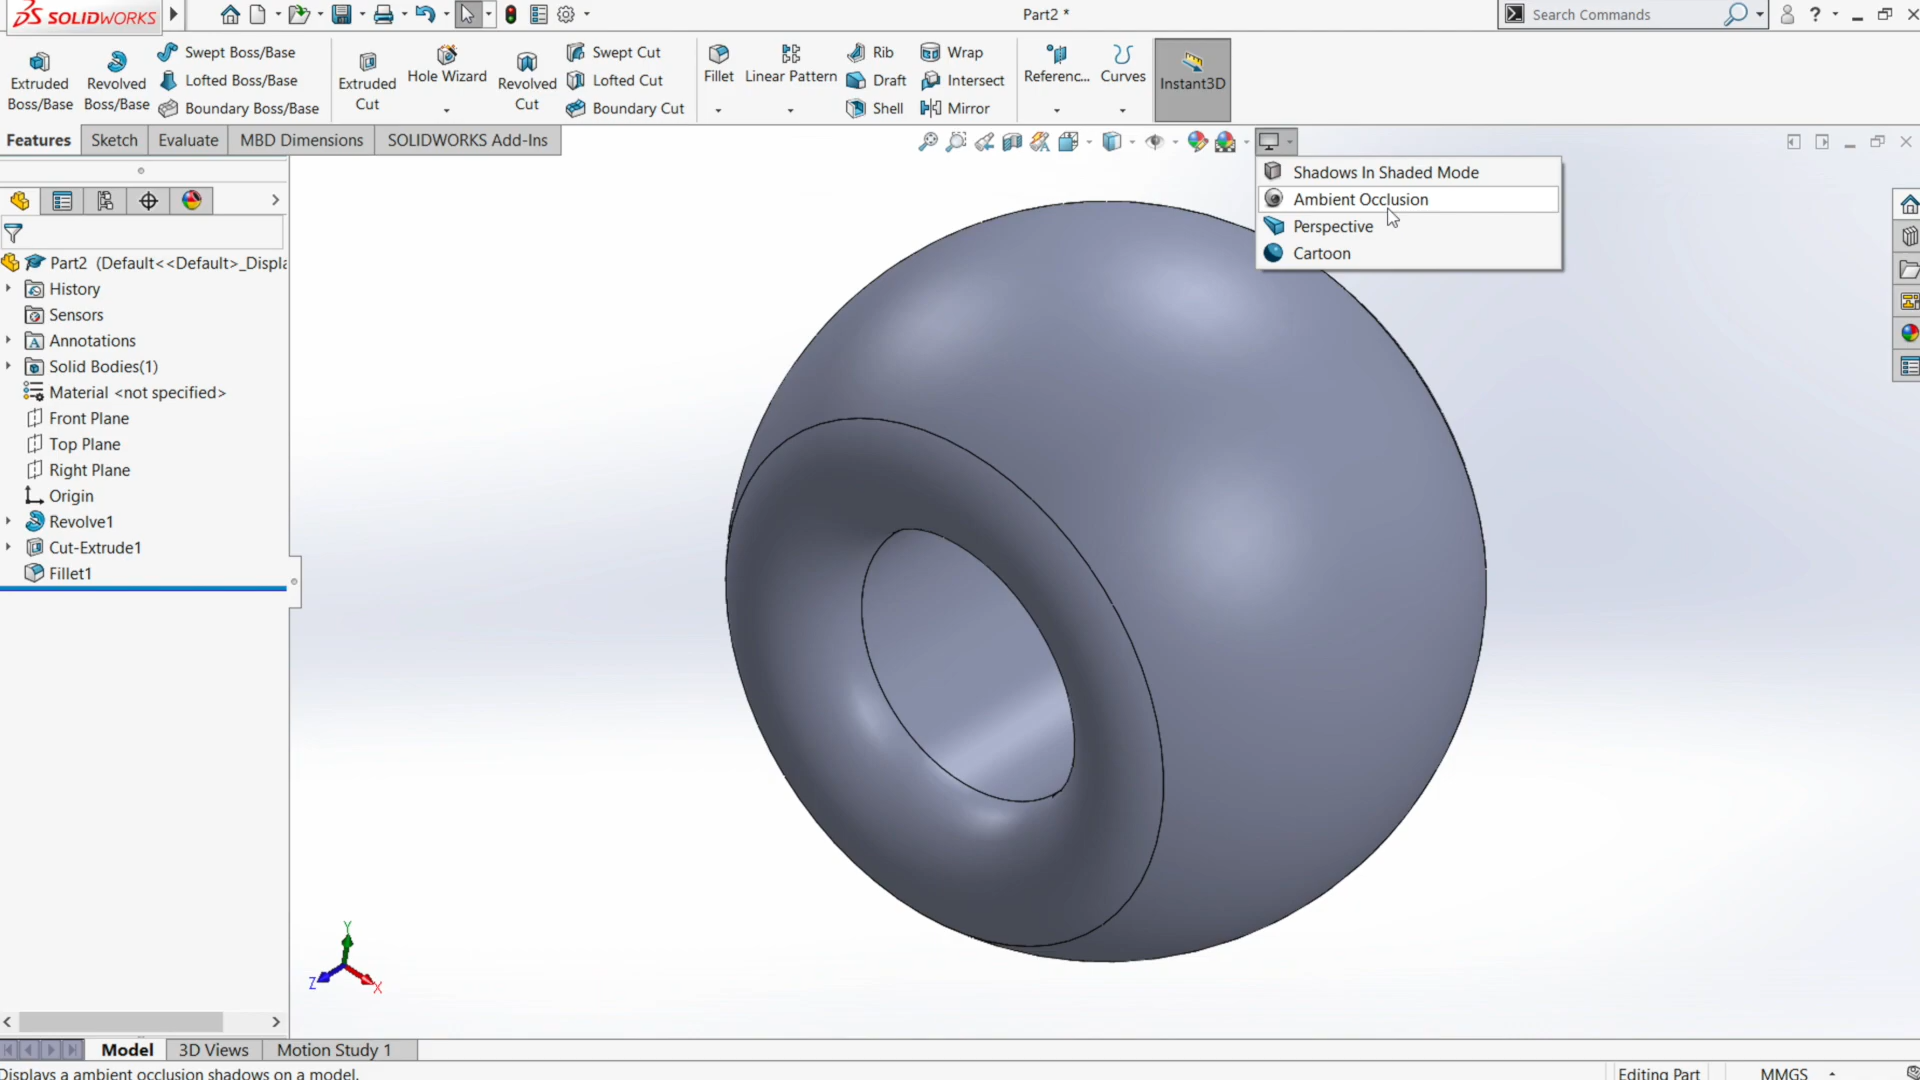 SOLIDWORKS
Part2 *
Search Commands
?
Extruded Boss/Base
Revolved Boss/Base
Swept Boss/Base
Lofted Boss/Base
Boundary Boss/Base
Extruded Cut
Hole Wizard
Revolved Cut
Swept Cut
Lofted Cut
Boundary Cut
Fillet
Linear Pattern
Rib
Draft
Shell
Wrap
Intersect
Mirror
Referenc...
Curves
Instant3D
Features
Sketch
Evaluate
MBD Dimensions
SOLIDWORKS Add-Ins
Shadows In Shaded Mode
Ambient Occlusion
Perspective
Cartoon
Part2 (Default<<Default>_Displa
History
Sensors
Annotations
Solid Bodies(1)
Material <not specified>
Front Plane
Top Plane
Right Plane
Origin
Revolve1
Cut-Extrude1
Fillet1
Y
Z
X
Model
3D Views
Motion Study 1
Displays a ambient occlusion shadows on a model.
Editing Part
MMGS